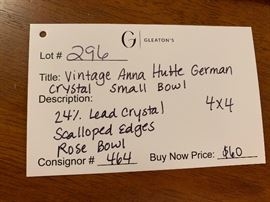 G GLEATON'S
Lot # 296
Title: Vintage Anna Hutte German
Crystal Small Bowl
Description:
24% Lead Crystal 4x4
Scalloped Edges
Rose Bowl
Consignor # 464 Buy Now Price: $60